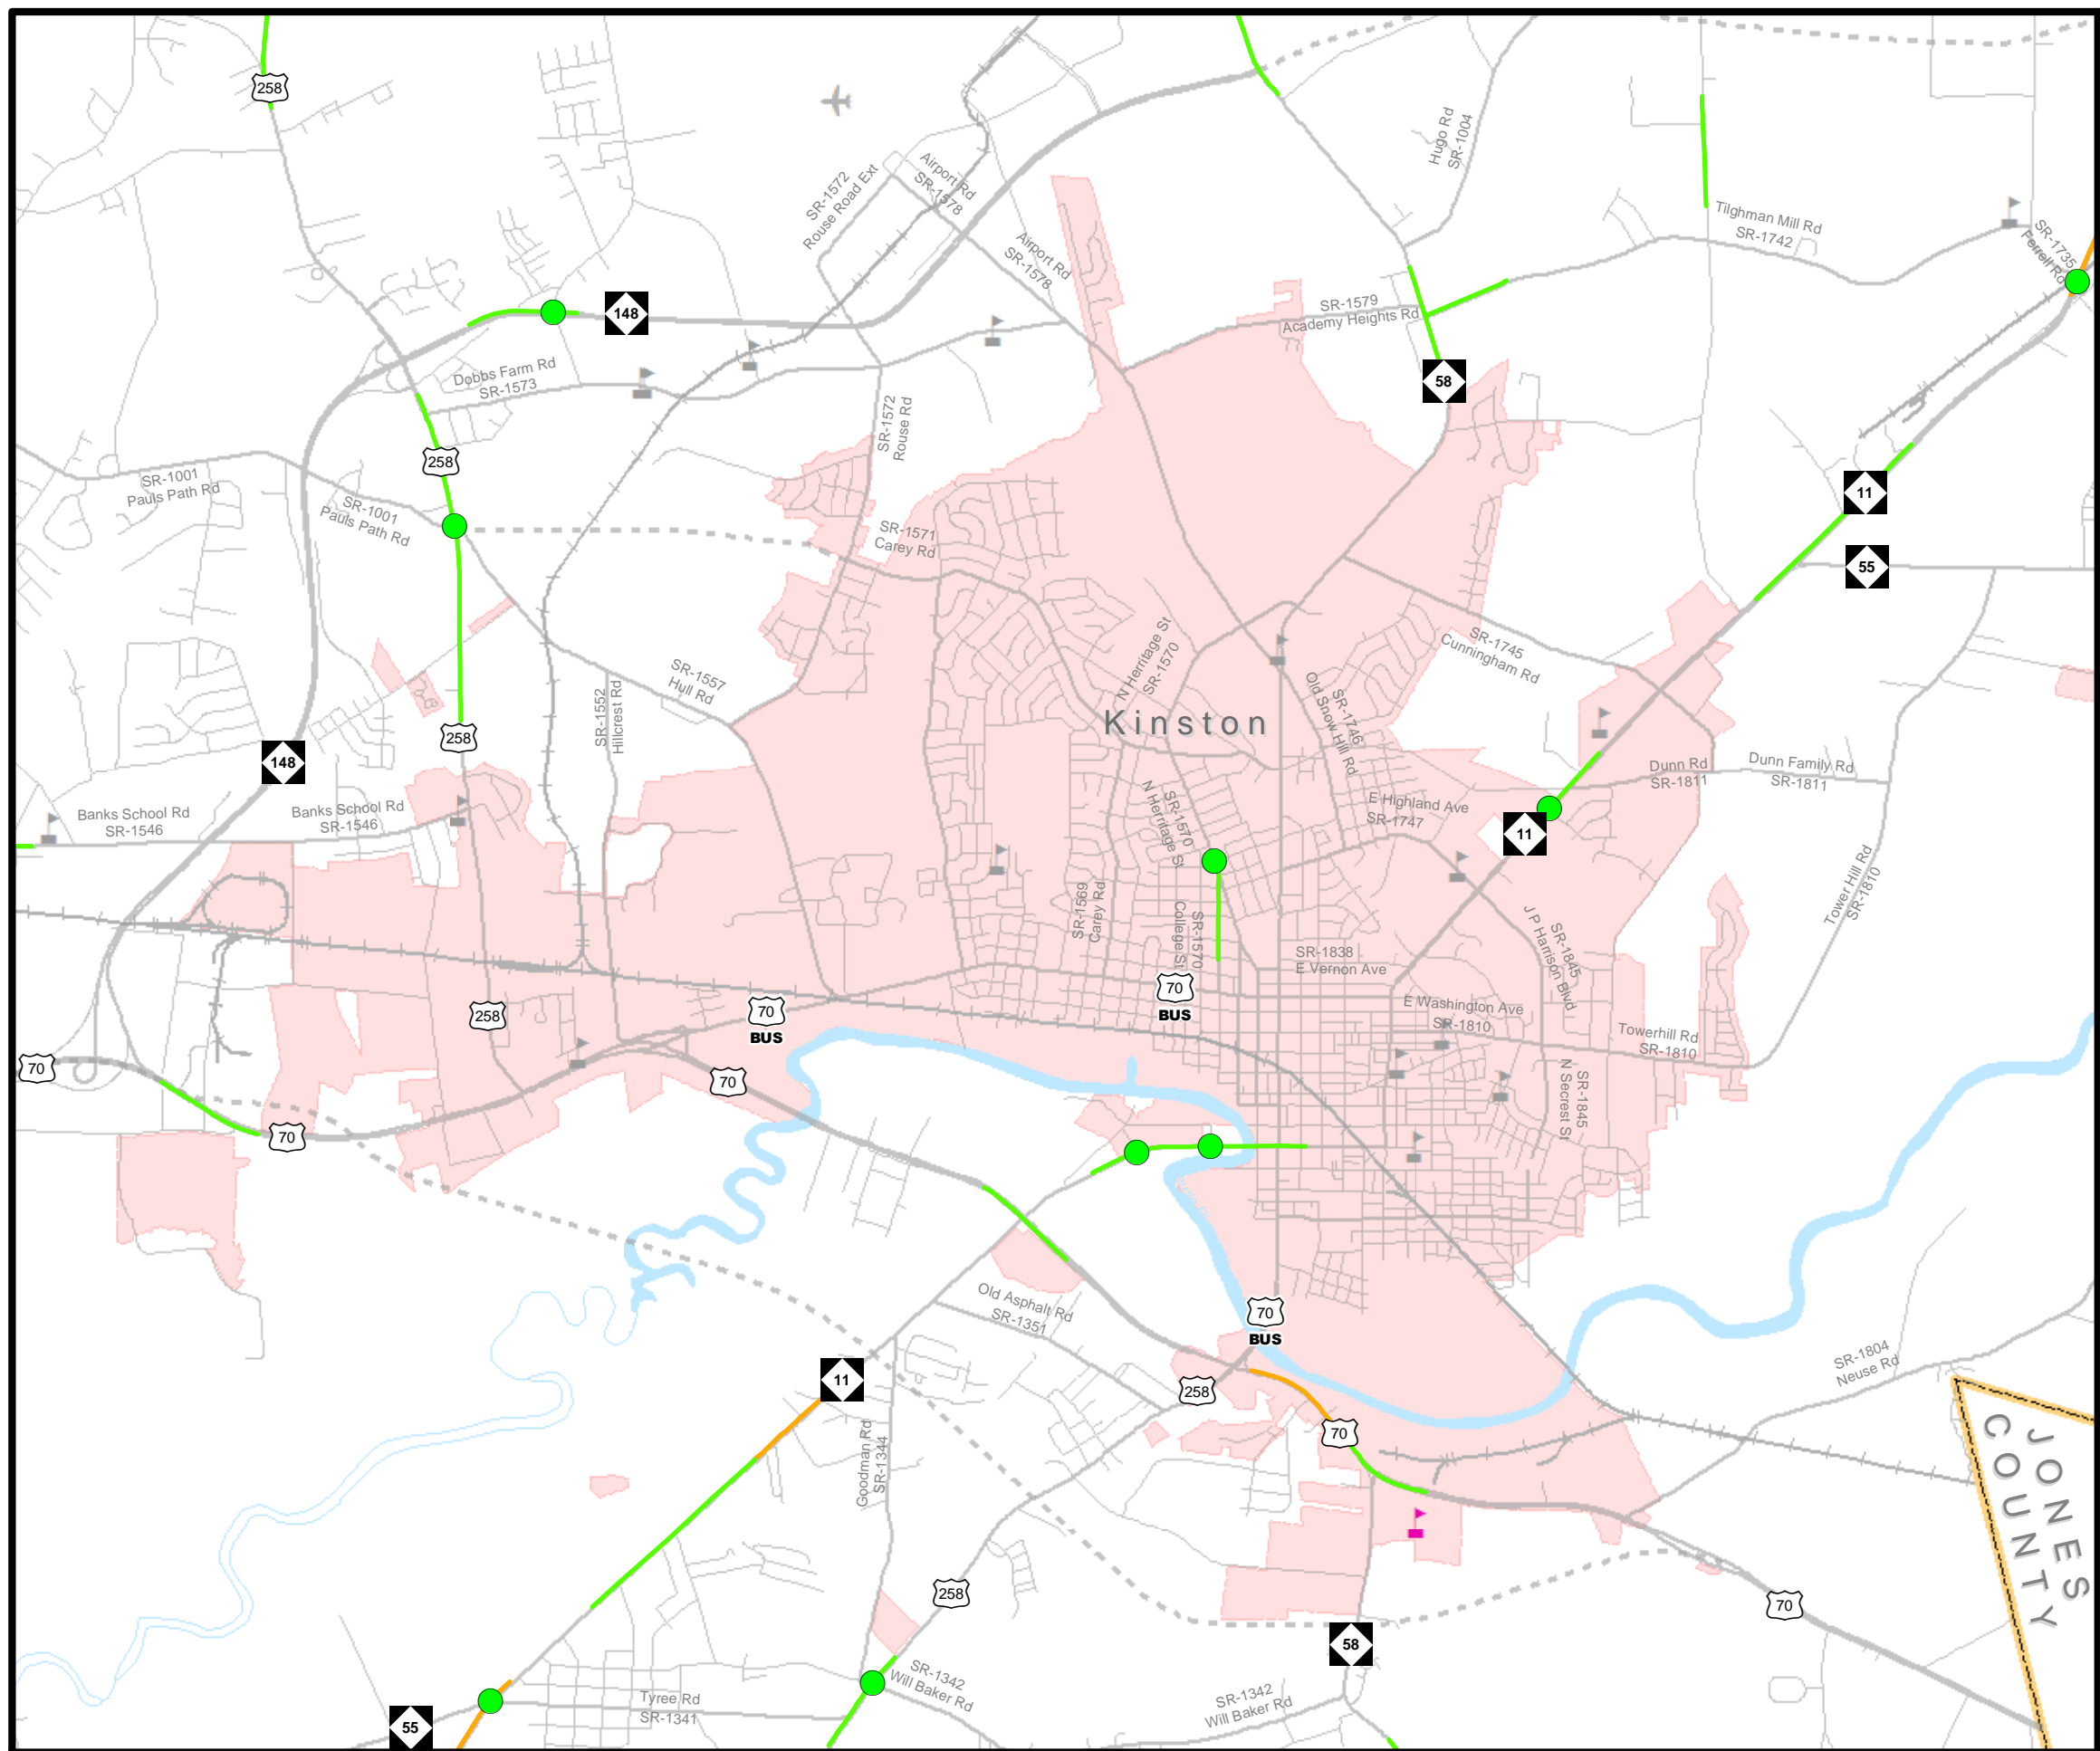 258
Hugo Rd
SR-1004
SR-1572
Rouse Road Ext
Airport Rd
SR-1578
Tilghman Mill Rd
SR-1742
SR-1735
Ferrell Rd
Airport Rd
SR-1578
148
SR-1579
Academy Heights Rd
Dobbs Farm Rd
SR-1573
58
SR-1572
Rouse Rd
258
SR-1001
Pauls Path Rd
11
SR-1001
Pauls Path Rd
SR-1571
Carey Rd
55
SR-1745
Cunningham Rd
N Herritage St
SR-1570
SR-1557
Hull Rd
SR-1552
Hillcrest Rd
Kinston
SR-1746
Old Snow Hill Rd
258
148
Dunn Rd
SR-1811
Dunn Family Rd
SR-1811
Banks School Rd
SR-1546
Banks School Rd
SR-1546
SR-1570
N Herritage St
E Highland Ave
SR-1747
11
Tower Hill Rd
SR-1810
SR-1569
Carey Rd
SR-1570
College St
SR-1845
J P Harrison Blvd
SR-1838
E Vernon Ave
70
BUS
258
70
BUS
E Washington Ave
SR-1810
Towerhill Rd
SR-1810
70
70
SR-1845
N Secrest St
70
Old Asphalt Rd
SR-1351
70
BUS
SR-1804
Neuse Rd
11
258
70
Goodman Rd
SR-1344
JONES
COUNTY
258
70
58
SR-1342
Will Baker Rd
Tyree Rd
SR-1341
SR-1342
Will Baker Rd
55